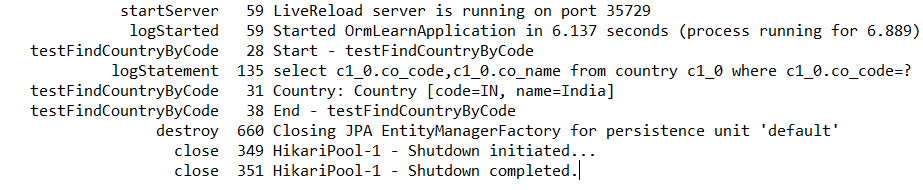 startServer 59 LiveReload server is running on port 35729
logStarted 59 Started OrmLearnApplication in 6.137 seconds (process running for 6.889)
testFindCountryByCode 28 Start - testFindCountryByCode
logStatement 135 select c1_0.co_code,c1_0.co_name from country c1_0 where c1_0.co_code=?
testFindCountryByCode 31 Country: Country [code=IN, name=India]
testFindCountryByCode 38 End - testFindCountryByCode
destroy 660 Closing JPA EntityManagerFactory for persistence unit 'default'
close 349 HikariPool-1 - Shutdown initiated...
close 351 HikariPool-1 - Shutdown completed.